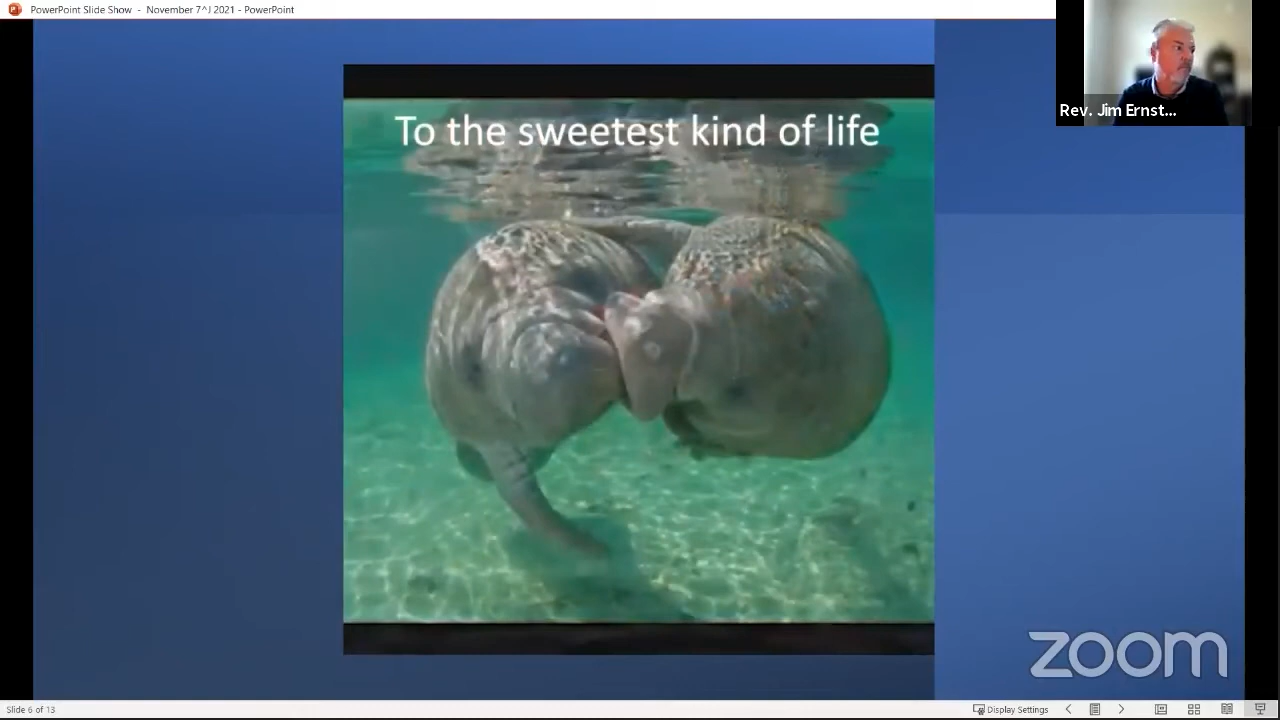 PowerPoint Slide Show - November 7^J 2021 - PowerPoint
Rev. Jim Ernst...
To the sweetest kind of life
zoom
Slide 6 of 13
Display Settings